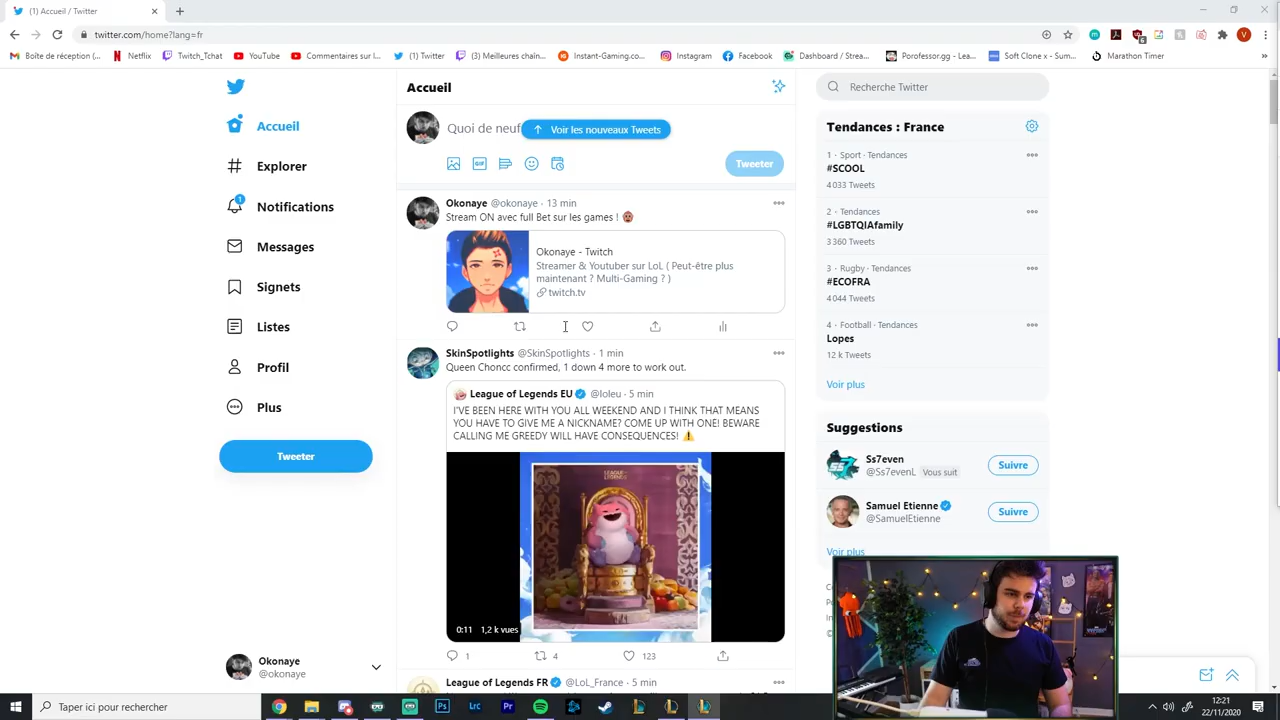 (1) Accueil / Twitter
twitter.com/home?lang=fr
Boîte de réception (...
Netflix
Twitch_Tchat
YouTube
Commentaires sur l...
(1) Twitter
(3) Meilleures chaîn...
Instant-Gaming.co...
Instagram
Facebook
Dashboard / Strea...
Porofessor.gg - Lea...
Soft Clone x - Sum...
Marathon Timer
Accueil
Explorer
1
Notifications
Messages
Signets
Listes
Profil
Plus
Tweeter
Okonaye
@okonaye
Accueil
Quoi de neuf
Voir les nouveaux Tweets
GIF
Tweeter
Okonaye @okonaye · 13 min
Stream ON avec full Bet sur les games !
Okonaye - Twitch
Streamer & Youtuber sur LoL ( Peut-être plus
maintenant ? Multi-Gaming ? )
twitch.tv
SkinSpotlights @SkinSpotlights · 1 min
Queen Choncc confirmed, 1 down 4 more to work out.
League of Legends EU @loleu · 5 min
I'VE BEEN HERE WITH YOU ALL WEEKEND AND I THINK THAT MEANS
YOU HAVE TO GIVE ME A NICKNAME? COME UP WITH ONE! BEWARE
CALLING ME GREEDY WILL HAVE CONSEQUENCES!
LEGENDS
0:11 1,2 k vues
1 4 123
League of Legends FR @LoL_France · 5 min
Recherche Twitter
Tendances : France
1 · Sport · Tendances
#SCOOL
4 033 Tweets
2 · Tendances
#LGBTQIAfamily
3 360 Tweets
3 · Rugby · Tendances
#ECOFRA
4 044 Tweets
4 · Football · Tendances
Lopes
12 k Tweets
Voir plus
Suggestions
Ss7even
@Ss7evenL Vous suit
Suivre
Samuel Etienne
@SamuelEtienne
Suivre
Voir plus
Taper ici pour rechercher
Ps
Lrc
Pr
12:21
22/11/2020